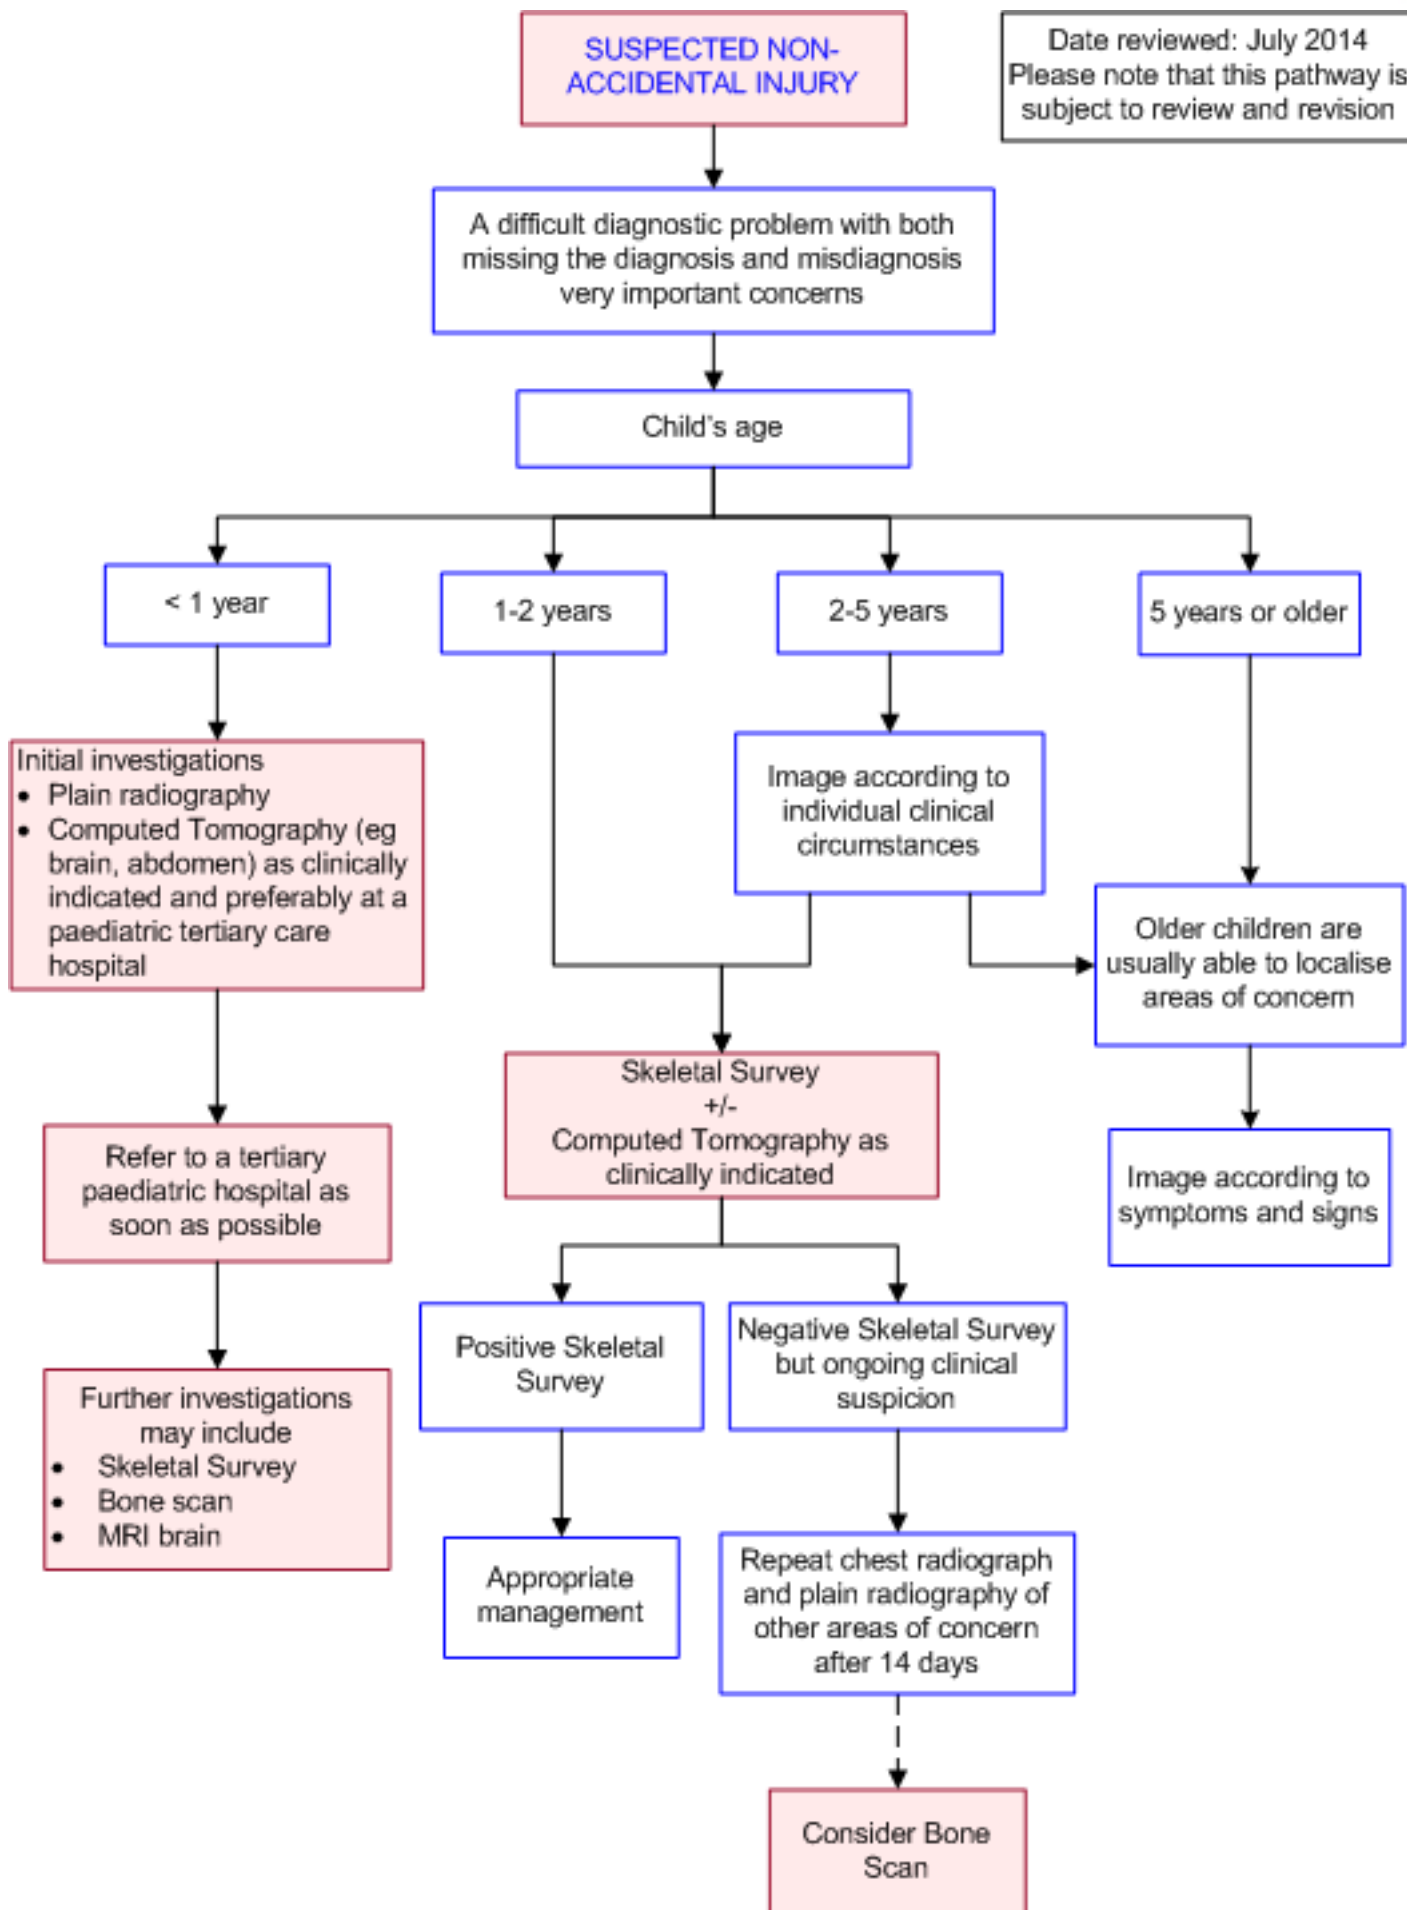 SUSPECTED NON-
ACCIDENTAL INJURY
Date reviewed: July 2014
Please note that this pathway is
subject to review and revision
A difficult diagnostic problem with both
missing the diagnosis and misdiagnosis
very important concerns
Child's age
< 1 year
1-2 years
2-5 years
5 years or older
Initial investigations
• Plain radiography
• Computed Tomography (eg
brain, abdomen) as clinically
indicated and preferably at a
paediatric tertiary care
hospital
Image according to
individual clinical
circumstances
Older children are
usually able to localise
areas of concern
Skeletal Survey
+/-
Computed Tomography as
clinically indicated
Refer to a tertiary
paediatric hospital as
soon as possible
Image according to
symptoms and signs
Positive Skeletal
Survey
Negative Skeletal Survey
but ongoing clinical
suspicion
Further investigations
may include
• Skeletal Survey
• Bone scan
• MRI brain
Appropriate
management
Repeat chest radiograph
and plain radiography of
other areas of concern
after 14 days
Consider Bone
Scan